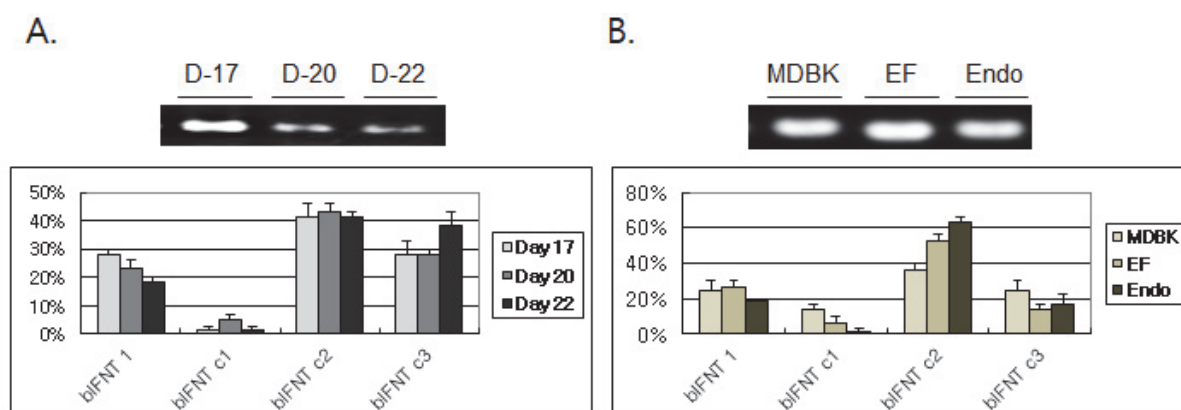 A.
D-17 D-20 D-22
50%
40%
30%
20%
10%
0%
bIFNT 1 bIFNT c1 bIFNT c2 bIFNT c3
Day 17
Day 20
Day 22
B.
MDBK EF Endo
80%
60%
40%
20%
0%
bIFNT 1 bIFNT c1 bIFNT c2 bIFNT c3
MDBK
EF
Endo